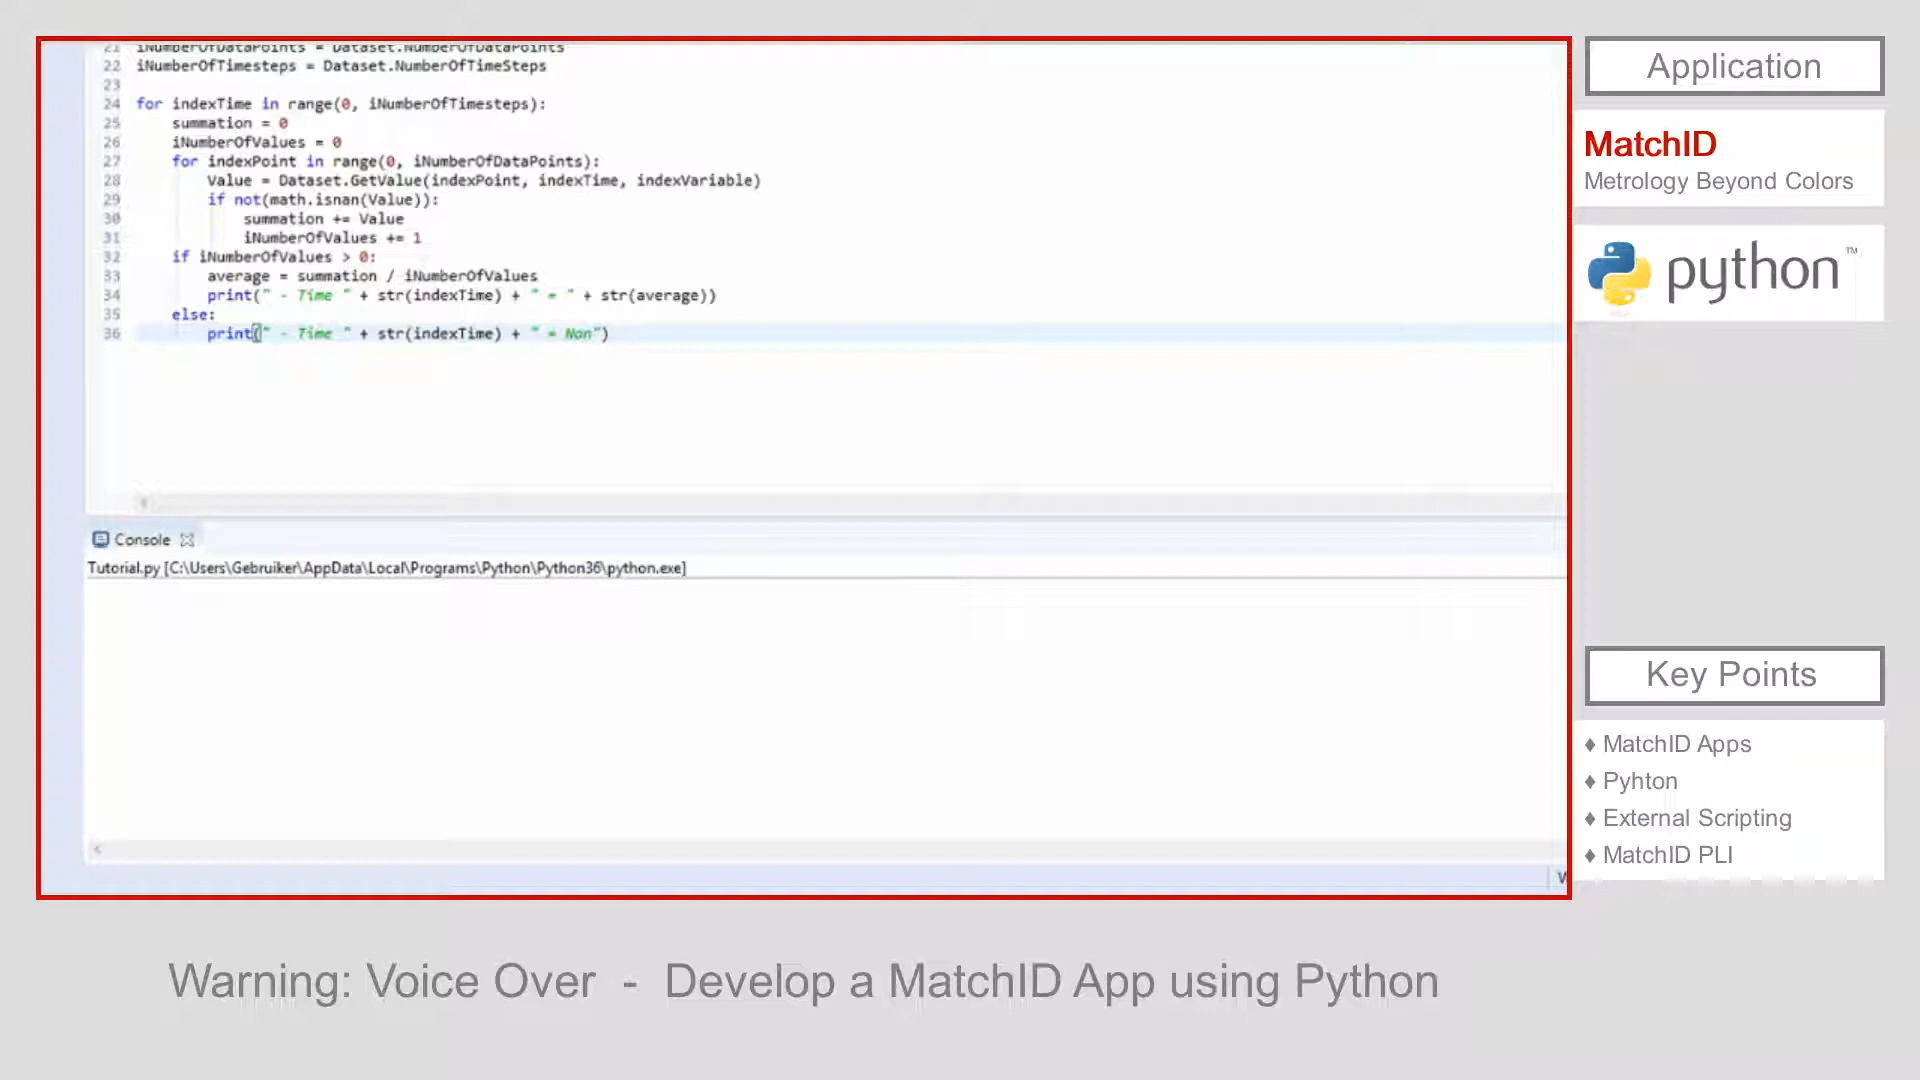 21 iNumberOfDataPoints = Dataset.NumberOfDataPoints
22 iNumberOfTimesteps = Dataset.NumberOfTimeSteps
23
24 for indexTime in range(0, iNumberOfTimesteps):
25 summation = 0
26 iNumberOfValues = 0
27 for indexPoint in range(0, iNumberOfDataPoints):
28 Value = Dataset.GetValue(indexPoint, indexTime, indexVariable)
29 if not(math.isnan(Value)):
30 summation += Value
31 iNumberOfValues += 1
32 if iNumberOfValues > 0:
33 average = summation / iNumberOfValues
34 print(" - Time " + str(indexTime) + " = " + str(average))
35 else:
36 print(" - Time " + str(indexTime) + " = Nan")
Console
Tutorial.py [C:\Users\Gebruiker\AppData\Local\Programs\Python\Python36\python.exe]
Application
MatchID
Metrology Beyond Colors
python™
Key Points
♦ MatchID Apps
♦ Pyhton
♦ External Scripting
♦ MatchID PLI
Warning: Voice Over - Develop a MatchID App using Python